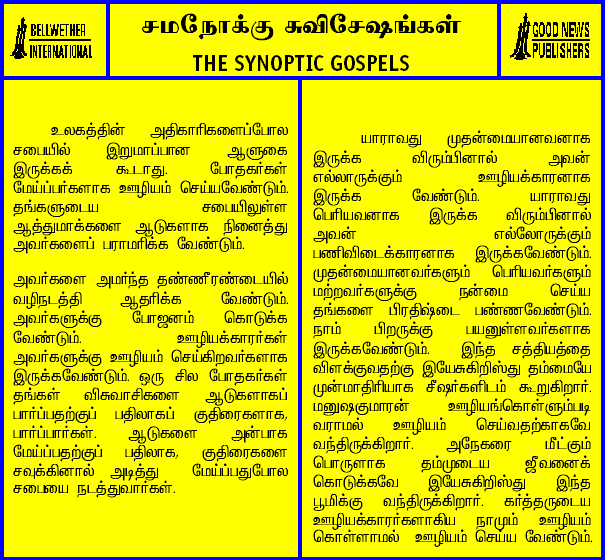 BELLWETHER
INTERNATIONAL
சமநோக்கு சுவிசேஷங்கள்
THE SYNOPTIC GOSPELS
GOOD NEWS
PUBLISHERS
உலகத்தின் அதிகாரிகளைப்போல
சபையில் இறுமாப்பான ஆளுகை
இருக்கக் கூடாது. போதகர்கள்
மேய்ப்பர்களாக ஊழியம் செய்யவேண்டும்.
தங்களுடைய சபையிலுள்ள
ஆத்துமாக்களை ஆடுகளாக நினைத்து
அவர்களைப் பராமரிக்க வேண்டும்.
அவர்களை அமர்ந்த தண்ணீரண்டையில்
வழிநடத்தி ஆதரிக்க வேண்டும்.
அவர்களுக்கு போஜனம் கொடுக்க
வேண்டும். ஊழியக்காரர்கள்
அவர்களுக்கு ஊழியம் செய்கிறவர்களாக
இருக்கவேண்டும். ஒரு சில போதகர்கள்
தங்கள் விசுவாசிகளை ஆடுகளாகப்
பார்ப்பதற்குப் பதிலாகப் குதிரைகளாக,
பார்ப்பார்கள். ஆடுகளை அன்பாக
மேய்ப்பதற்குப் பதிலாக, குதிரைகளை
சவுக்கினால் அடித்து மேய்ப்பதுபோல
சபையை நடத்துவார்கள்.
யாராவது முதன்மையானவனாக
இருக்க விரும்பினால் அவன்
எல்லாருக்கும் ஊழியக்காரனாக
இருக்க வேண்டும். யாராவது
பெரியவனாக இருக்க விரும்பினால்
அவன் எல்லோருக்கும்
பணிவிடைக்காரனாக இருக்கவேண்டும்.
முதன்மையானவர்களும் பெரியவர்களும்
மற்றவர்களுக்கு நன்மை செய்ய
தங்களை பிரதிஷ்டை பண்ணவேண்டும்.
நாம் பிறருக்கு பயனுள்ளவர்களாக
இருக்கவேண்டும். இந்த சத்தியத்தை
விளக்குவதற்கு இயேசுகிறிஸ்து தம்மையே
முன்மாதிரியாக சீஷர்களிடம் கூறுகிறார்.
மனுஷகுமாரன் ஊழியங்கொள்ளும்படி
வராமல் ஊழியம் செய்வதற்காகவே
வந்திருக்கிறார். அநேகரை மீட்கும்
பொருளாக தம்முடைய ஜீவனைக்
கொடுக்கவே இயேசுகிறிஸ்து இந்த
பூமிக்கு வந்திருக்கிறார். கர்த்தருடைய
ஊழியக்காரர்களாகிய நாமும் ஊழியம்
கொள்ளாமல் ஊழியம் செய்ய வேண்டும்.